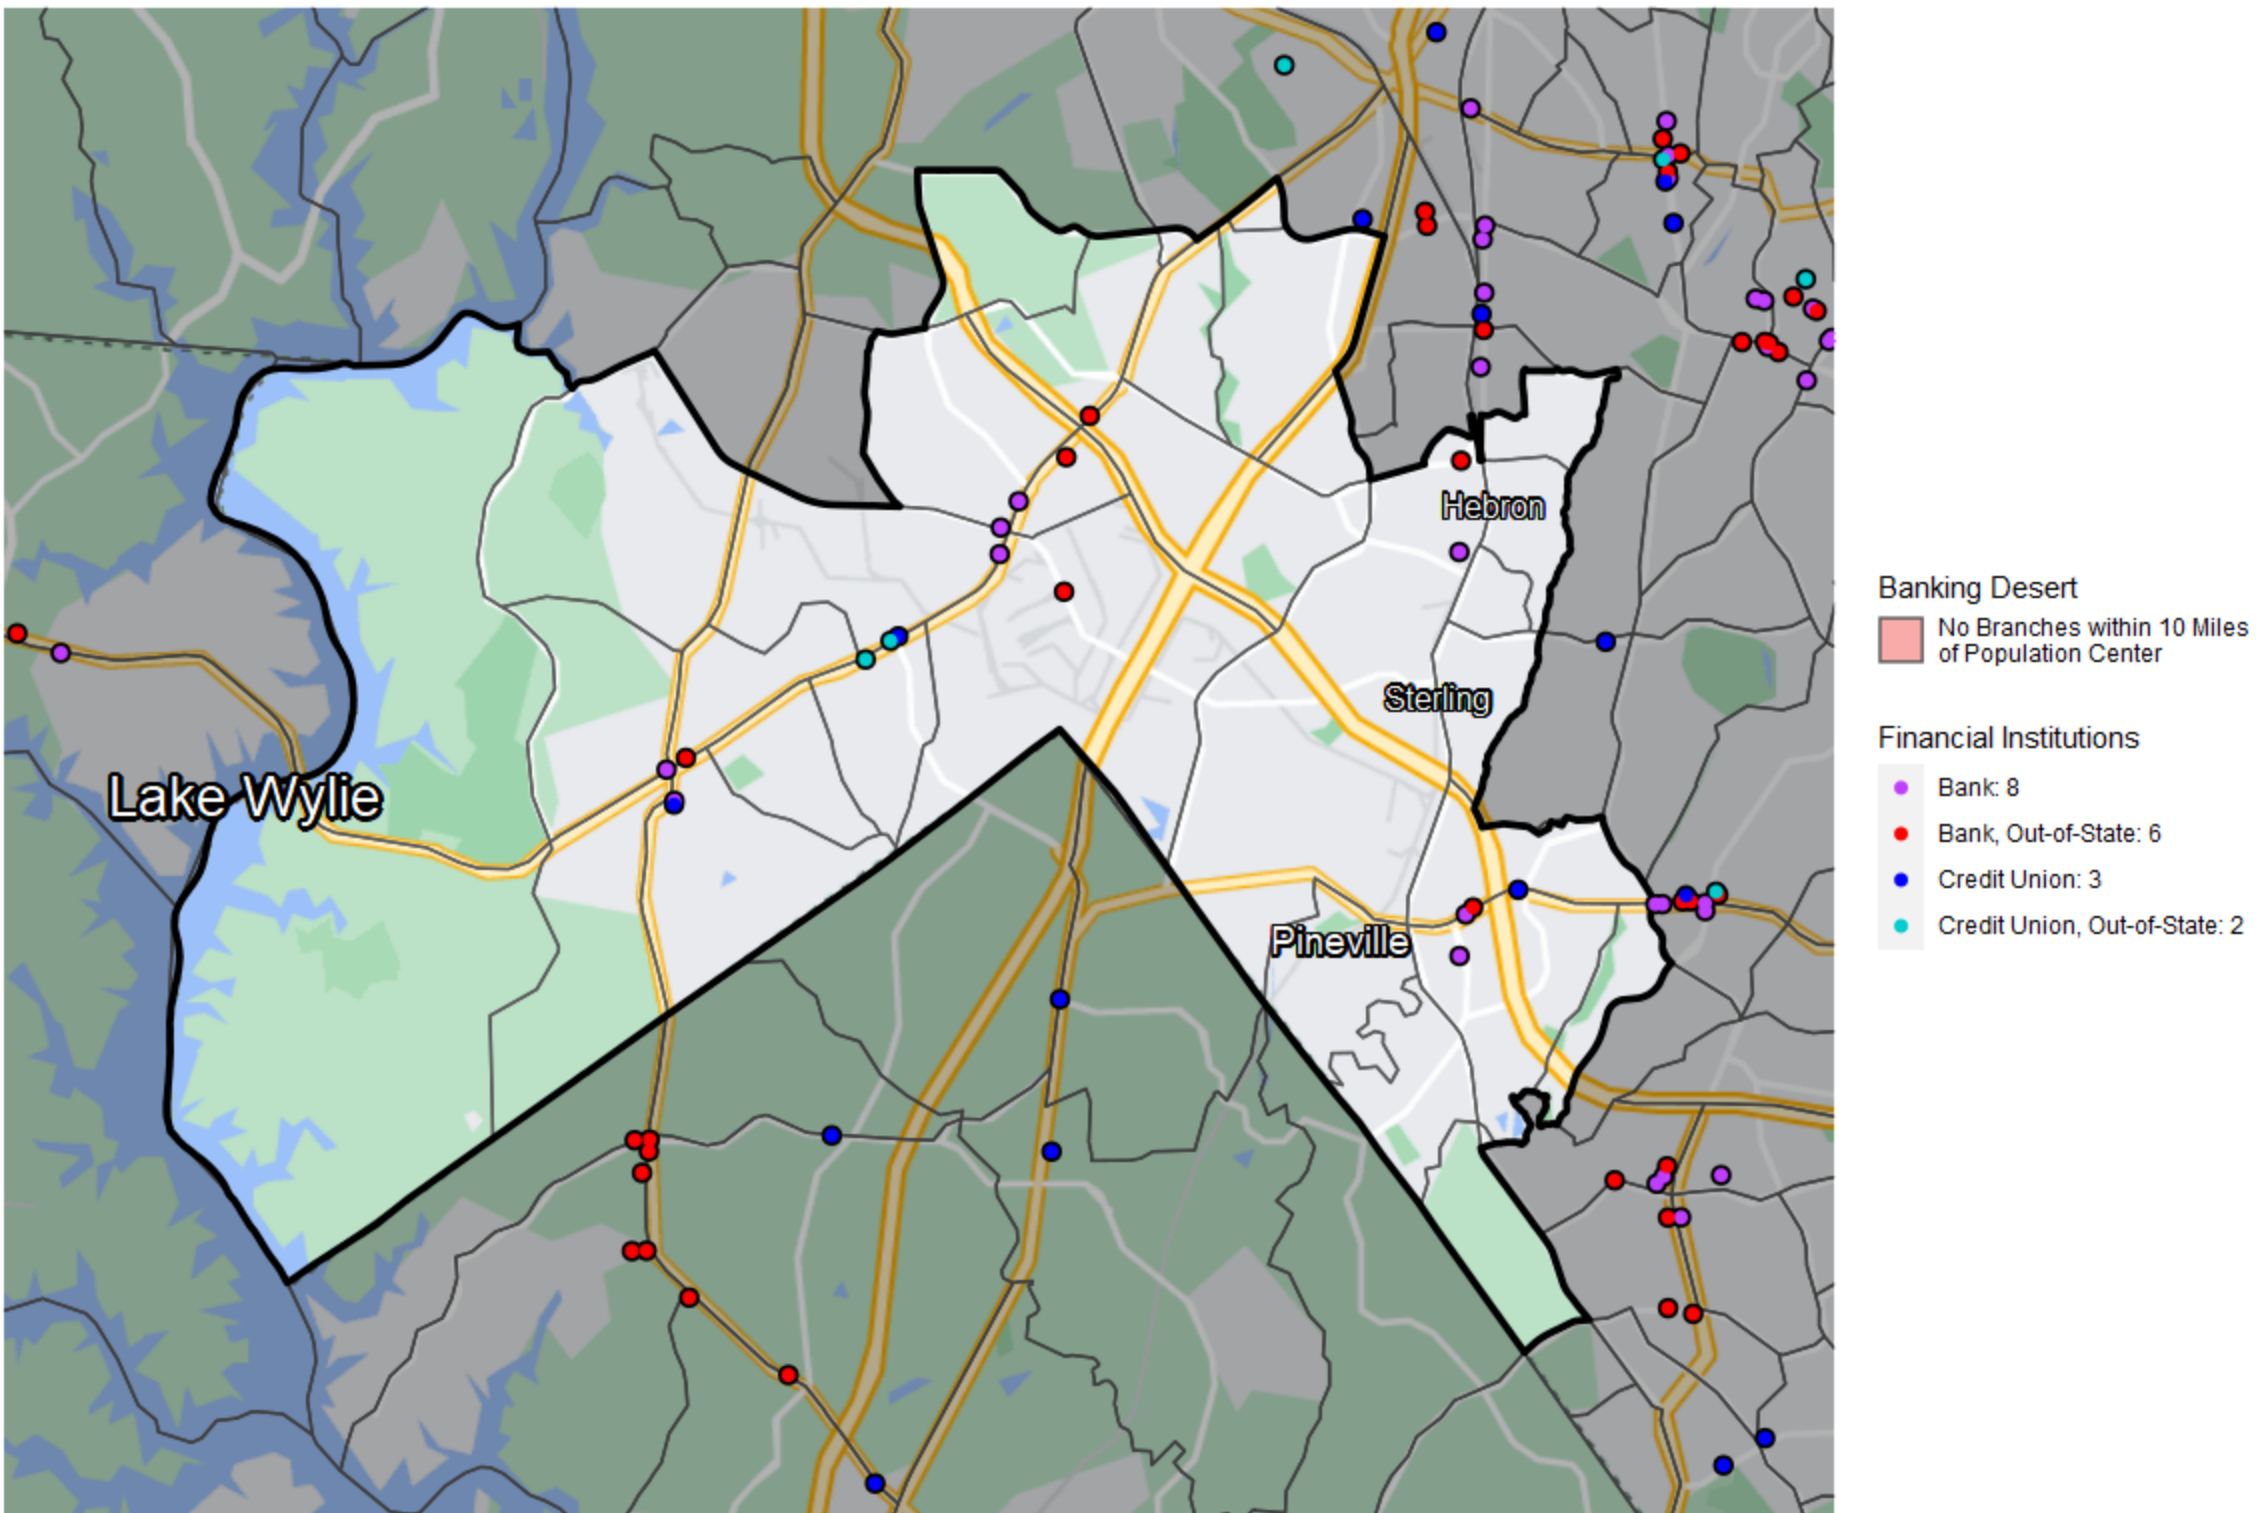 Hebron
Sterling
Lake Wylie
Pineville
Banking Desert
No Branches within 10 Miles
of Population Center
Financial Institutions
Bank: 8
Bank, Out-of-State: 6
Credit Union: 3
Credit Union, Out-of-State: 2